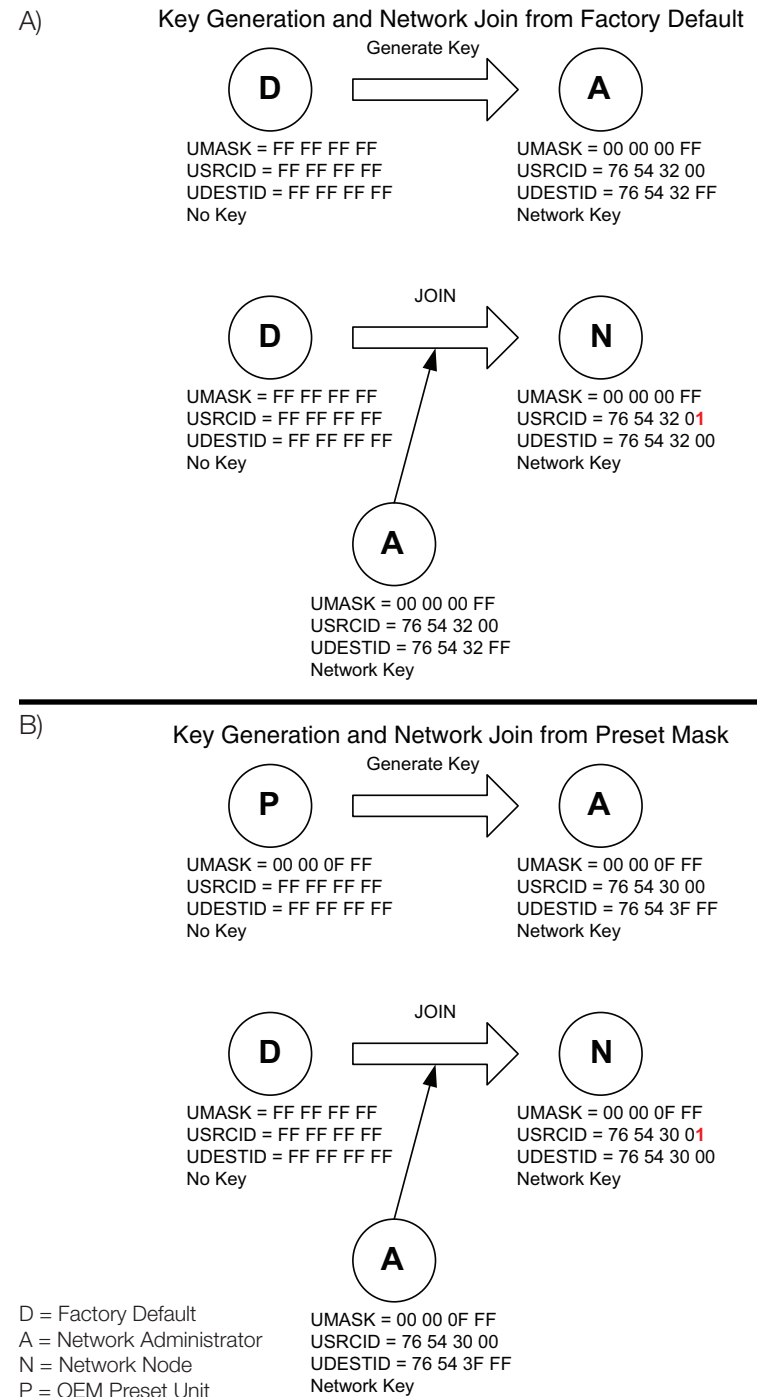 A)
Key Generation and Network Join from Factory Default
Generate Key
D
A
UMASK = FF FF FF FF
USRCID = FF FF FF FF
UDESTID = FF FF FF FF
No Key
UMASK = 00 00 00 FF
USRCID = 76 54 32 00
UDESTID = 76 54 32 FF
Network Key
JOIN
D
N
UMASK = FF FF FF FF
USRCID = FF FF FF FF
UDESTID = FF FF FF FF
No Key
UMASK = 00 00 00 FF
USRCID = 76 54 32 01
UDESTID = 76 54 32 00
Network Key
A
UMASK = 00 00 00 FF
USRCID = 76 54 32 00
UDESTID = 76 54 32 FF
Network Key
B)
Key Generation and Network Join from Preset Mask
Generate Key
P
A
UMASK = 00 00 0F FF
USRCID = FF FF FF FF
UDESTID = FF FF FF FF
No Key
UMASK = 00 00 0F FF
USRCID = 76 54 30 00
UDESTID = 76 54 3F FF
Network Key
JOIN
D
N
UMASK = FF FF FF FF
USRCID = FF FF FF FF
UDESTID = FF FF FF FF
No Key
UMASK = 00 00 0F FF
USRCID = 76 54 30 01
UDESTID = 76 54 30 00
Network Key
A
UMASK = 00 00 0F FF
USRCID = 76 54 30 00
UDESTID = 76 54 3F FF
Network Key
D = Factory Default
A = Network Administrator
N = Network Node
P = OEM Preset Unit